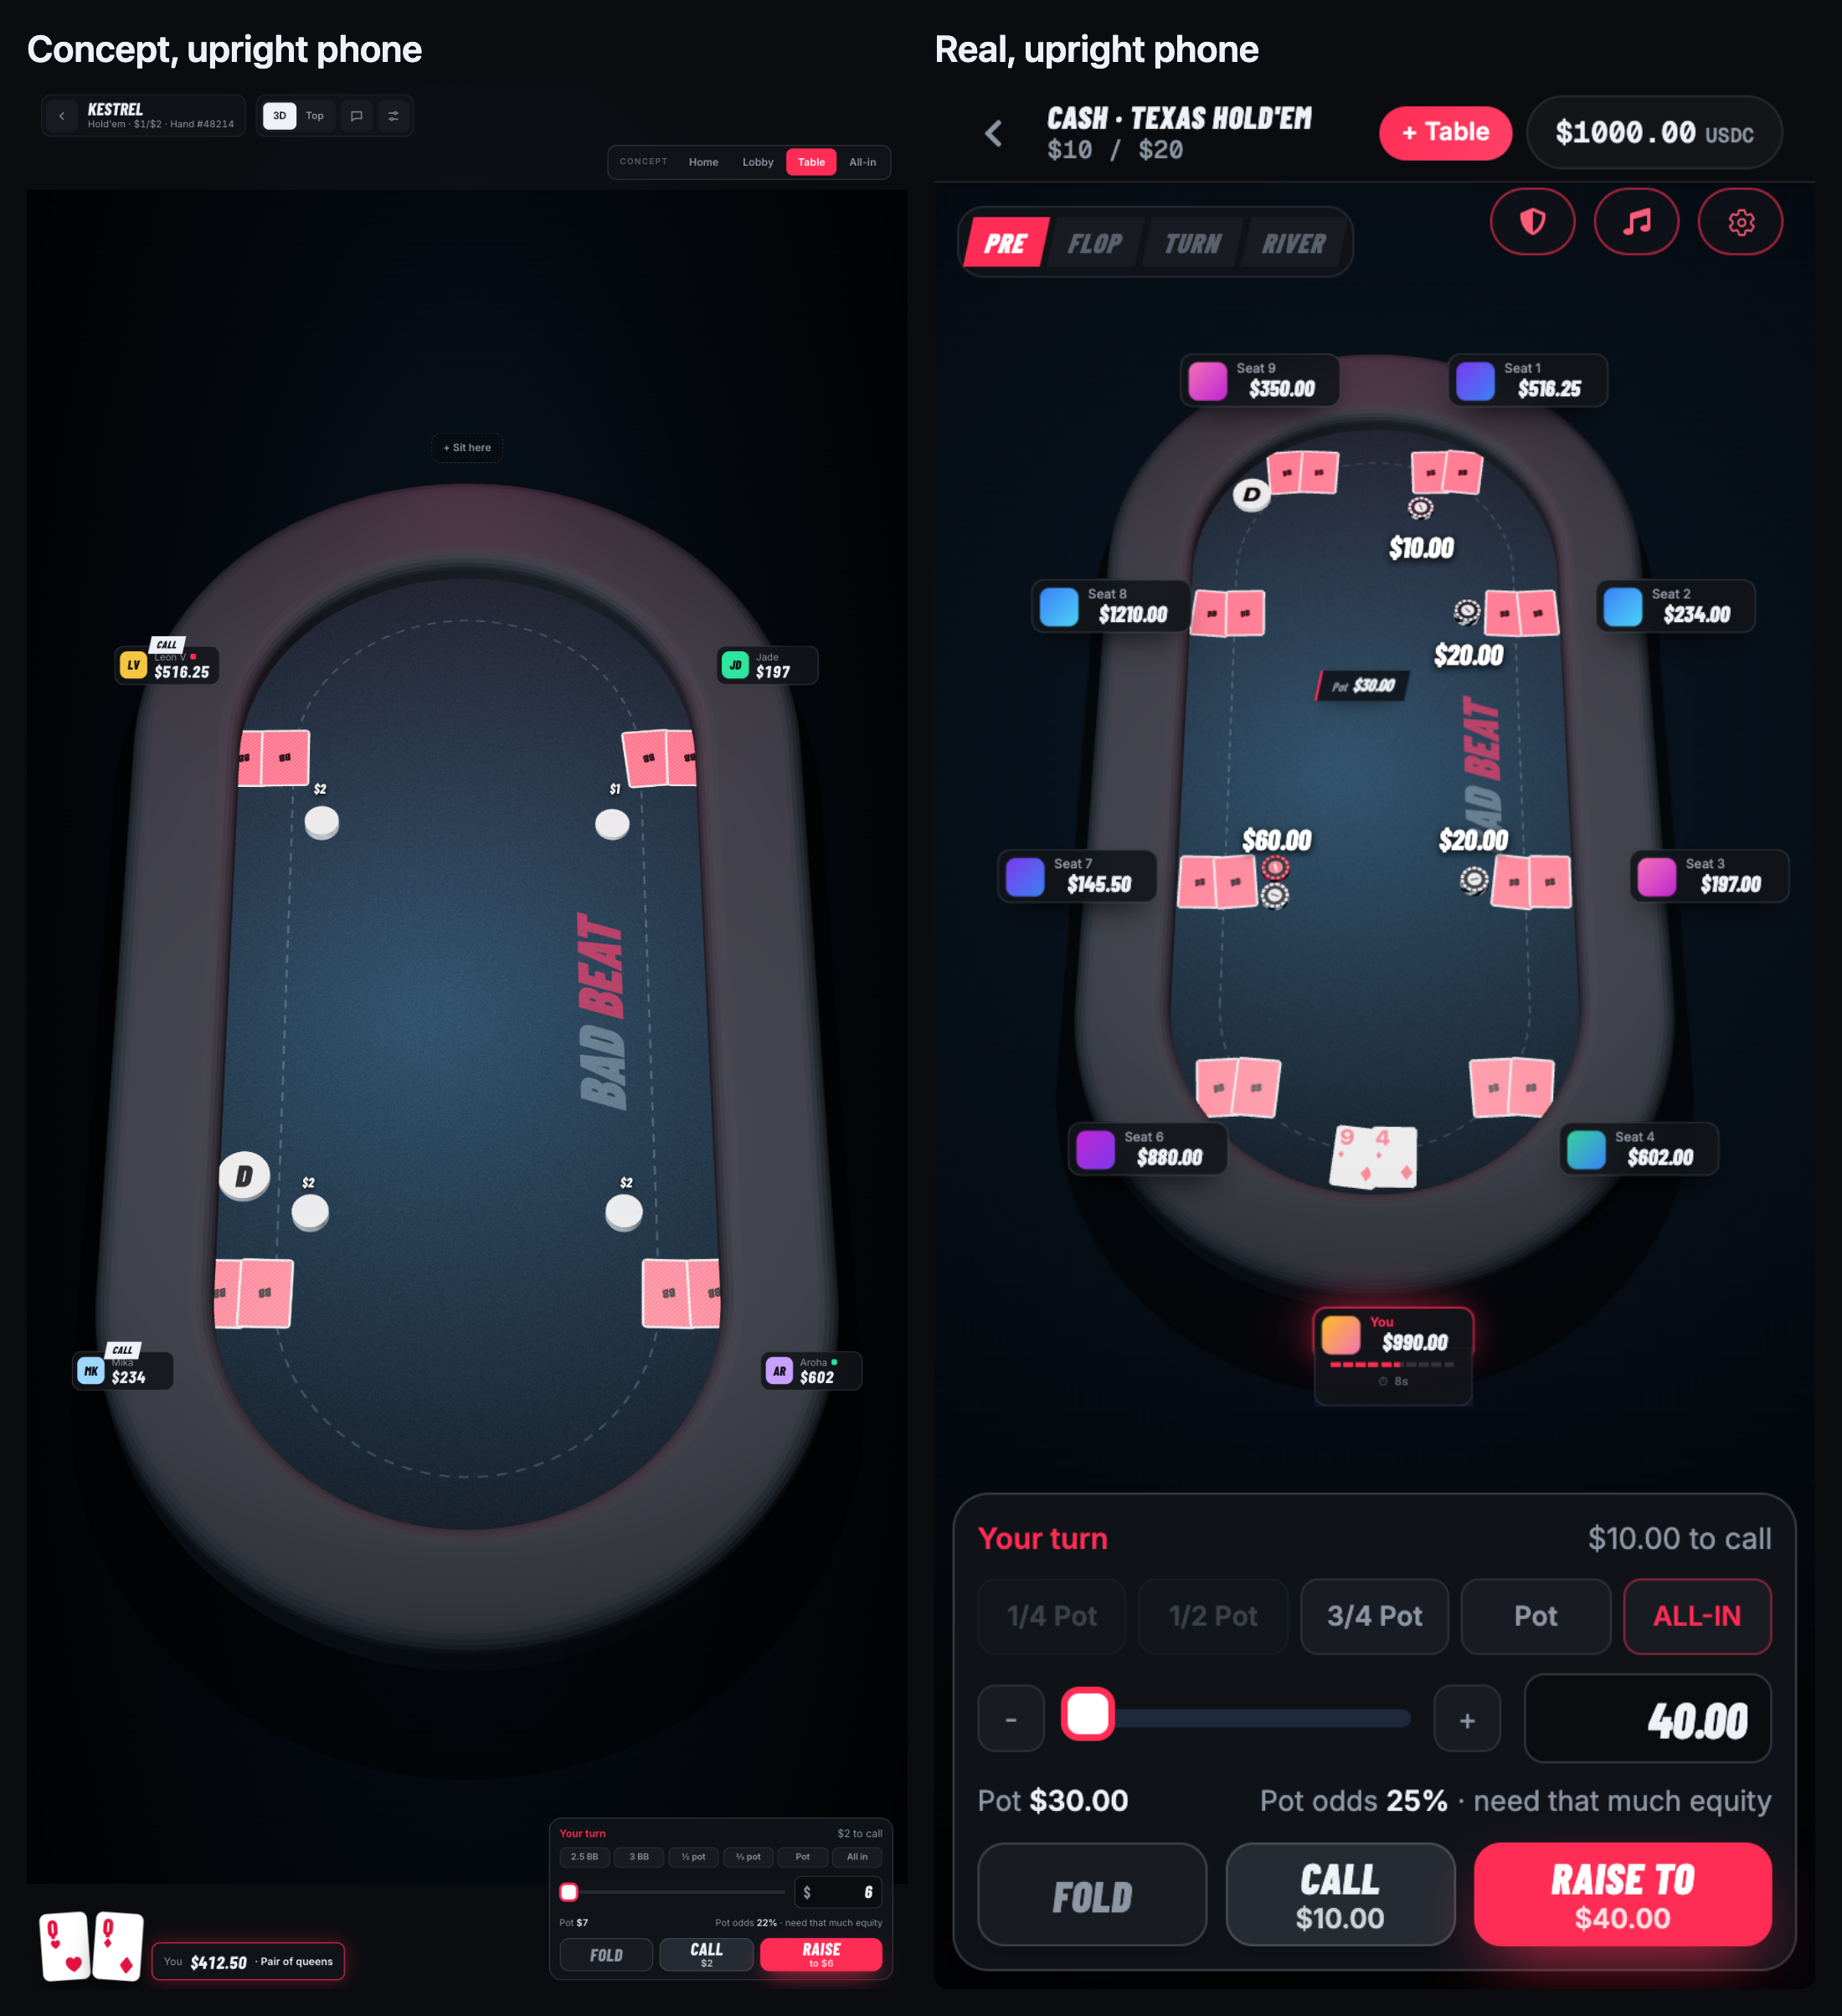 Concept, upright phone
KESTREL
Hold'em · $1/$2 · Hand #48214
3D Top
CONCEPT Home Lobby Table All-in
+ Sit here
CALL
LV Leon V
$516.25
JD Jade
$197
$2
$1
BAD BEAT
D
$2
$2
CALL
MK Mika
$234
AR Aroha
$602
Your turn $2 to call
2.5 BB 3 BB ½ pot ⅔ pot Pot All in
$ 6
Pot $7 Pot odds 22% · need that much equity
FOLD
CALL
$2
RAISE
to $6
Q Q
You $412.50 · Pair of queens
Real, upright phone
CASH · TEXAS HOLD'EM
$10 / $20
+ Table
$1000.00 USDC
PRE FLOP TURN RIVER
Seat 9
$350.00
Seat 1
$516.25
D
$10.00
Seat 8
$1210.00
Seat 2
$234.00
$20.00
Pot $30.00
BAD BEAT
$60.00
$20.00
Seat 7
$145.50
Seat 3
$197.00
Seat 6
$880.00
9 4
Seat 4
$602.00
You
$990.00
8s
Your turn $10.00 to call
1/4 Pot 1/2 Pot 3/4 Pot Pot ALL-IN
- + 40.00
Pot $30.00 Pot odds 25% · need that much equity
FOLD
CALL
$10.00
RAISE TO
$40.00